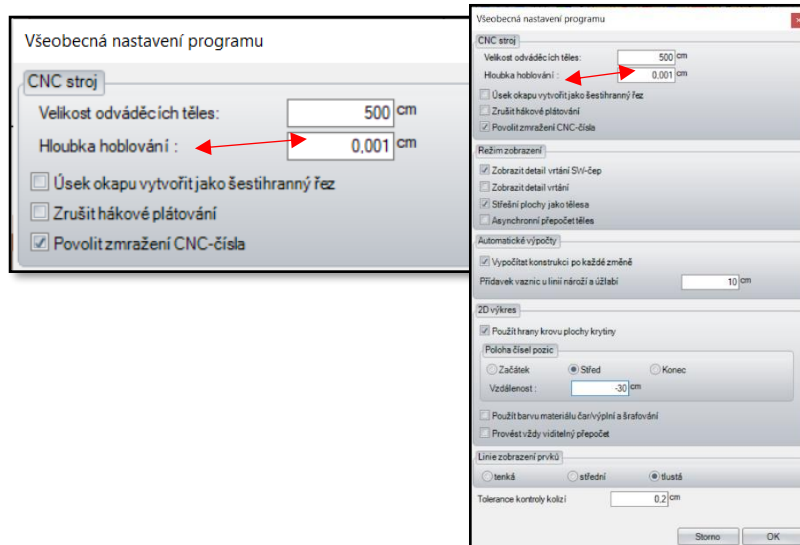 Všeobecná nastavení programu
CNC stroj
Velikost odváděcích těles: 500 cm
Hloubka hoblování : 0,001 cm
Úsek okapu vytvořit jako šestihranný řez
Zrušit hákové plátování
Povolit zmražení CNC-čísla
Všeobecná nastavení programu
CNC stroj
Velikost odváděcích těles: 500 cm
Hloubka hoblování : 0,001 cm
Úsek okapu vytvořit jako šestihranný řez
Zrušit hákové plátování
Povolit zmražení CNC-čísla
Režim zobrazení
Zobrazit detail vrtání SW-čep
Zobrazit detail vrtání
Střešní plochy jako tělesa
Asynchronní přepočet těles
Automatické výpočty
Vypočítat konstrukci po každé změně
Přídavek vaznic u linií nároží a úžlabí 10 cm
2D výkres
Použít hrany krovu plochy krytiny
Poloha čísel pozic
Začátek Střed Konec
Vzdálenost : -30 cm
Použít barvu materiálu čar/výplní a šrafování
Provést vždy viditelný přepočet
Linie zobrazení prvků
tenká střední tlustá
Tolerance kontroly kolizí 0,2 cm
Storno OK